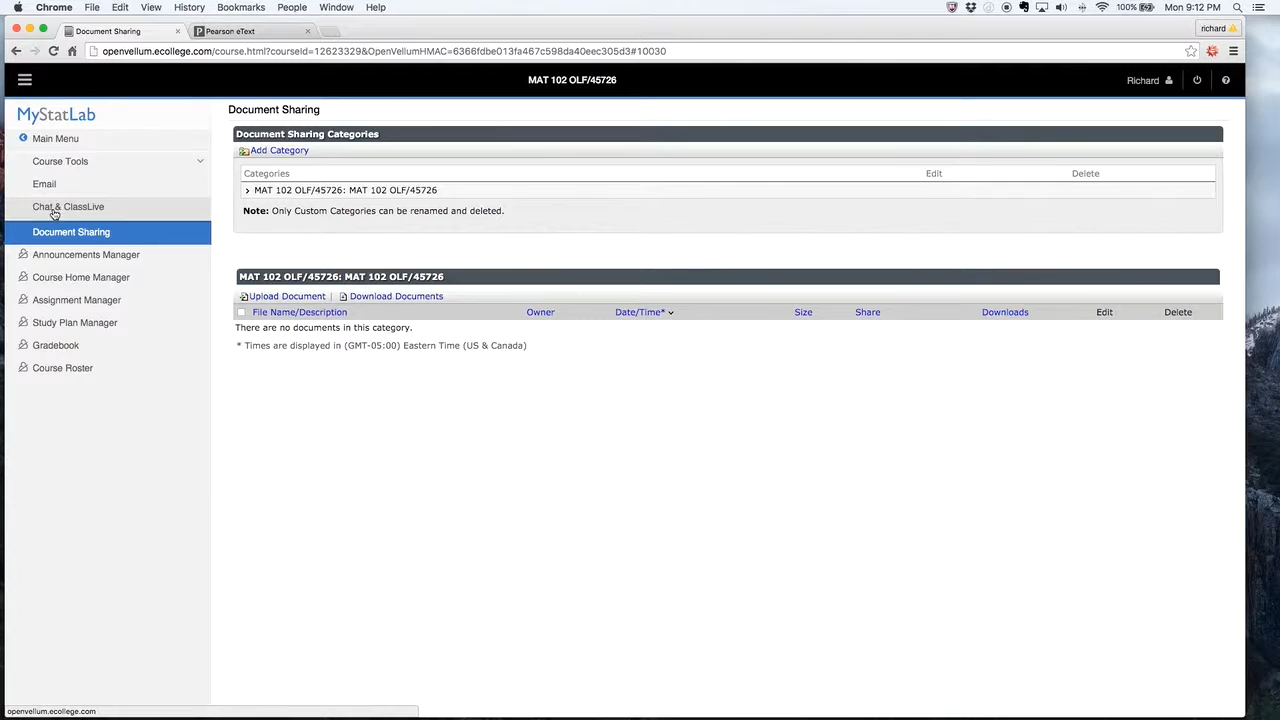 Chrome File Edit View History Bookmarks People Window Help 100% Mon 9:12 PM
Document Sharing × Pearson eText × richard
openvellum.ecollege.com/course.html?courseId=12623329&OpenVellumHMAC=6366fdbe013fa467c598da40eec305d3#10030
MAT 102 OLF/45726 Richard
MyStatLab
Main Menu
Course Tools
Email
Chat & ClassLive
Document Sharing
Announcements Manager
Course Home Manager
Assignment Manager
Study Plan Manager
Gradebook
Course Roster
Document Sharing
Document Sharing Categories
Add Category
Categories Edit Delete
MAT 102 OLF/45726: MAT 102 OLF/45726
Note: Only Custom Categories can be renamed and deleted.
MAT 102 OLF/45726: MAT 102 OLF/45726
Upload Document | Download Documents
File Name/Description Owner Date/Time* Size Share Downloads Edit Delete
There are no documents in this category.
* Times are displayed in (GMT-05:00) Eastern Time (US & Canada)
openvellum.ecollege.com